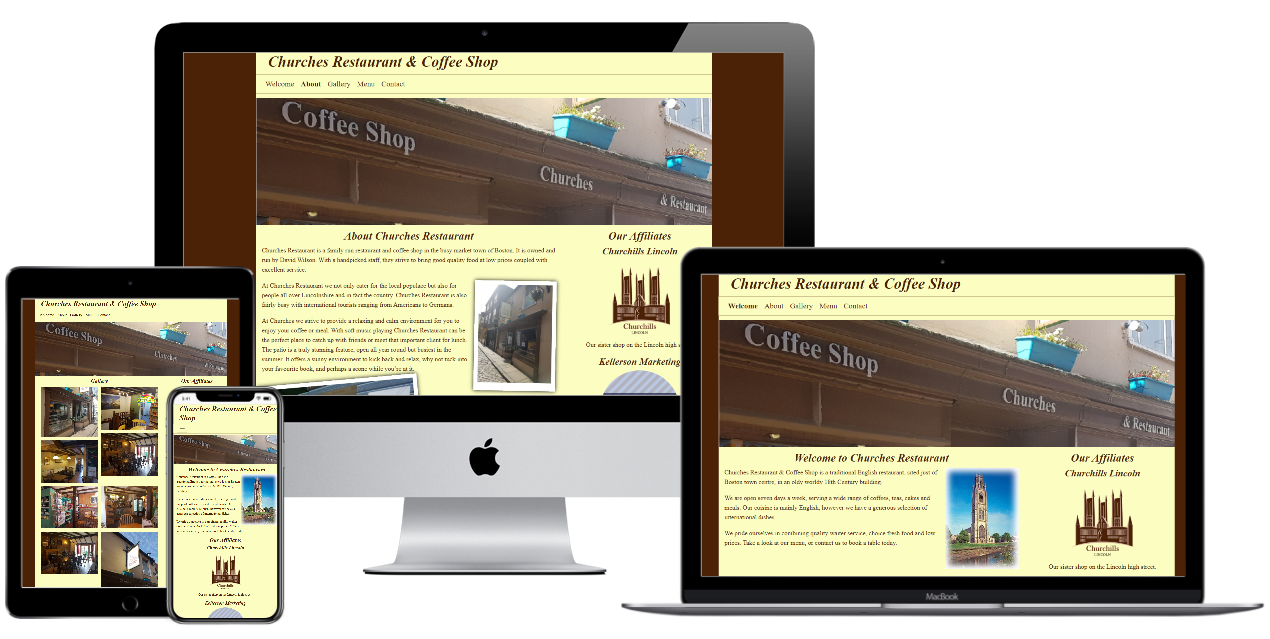 Churches Restaurant & Coffee Shop
Welcome About Gallery Menu Contact
Coffee Shop
Churches
& Restaurant
About Churches Restaurant
Churches Restaurant is a family run restaurant and coffee shop in the busy market town of Boston. It is owned and
run by David Wilson. With a handpicked staff, they strive to bring good quality food at low prices coupled with
excellent service.
At Churches Restaurant we not only cater for the local populace but also for
people all over Lincolnshire and in fact the country. Churches Restaurant is also
fairly busy with international tourists ranging from Americans to Germans.
At Churches we strive to provide a relaxing and calm environment for you to
enjoy your coffee or meal. With soft music playing Churches Restaurant can be
the perfect place to catch up with friends or meet that important client for lunch.
The patio is a truly stunning feature, open all year round but busiest in the
summer. It offers a sunny environment to kick back and relax; why not tuck into
your favourite book, and perhaps a scone while you're at it.
Our Affiliates
Churchills Lincoln
Churchills
LINCOLN
Our sister shop on the Lincoln high s
Kellerson Marketing
Churches Restaurant & Coffee Shop
Welcome About Gallery Menu Contact
Coffee Shop
Churches
& Restaurant
Welcome to Churches Restaurant
Churches Restaurant & Coffee Shop is a traditional English restaurant, sited just off
Boston town centre, in an olde worldy 18th Century building.
We are open seven days a week, serving a wide range of coffees, teas, cakes and
meals. Our cuisine is mainly English, however we have a generous selection of
international dishes.
We pride ourselves in combining quality waiter service, choice fresh food and low
prices. Take a look at our menu, or contact us to book a table today.
Our Affiliates
Churchills Lincoln
Churchills
LINCOLN
Our sister shop on the Lincoln high street.
MacBook
Churches Restaurant & Coffee Shop
Coffee Shop
Churches
Gallery
Our Affiliates
Churches Restaurant & Coffee
Shop
Coffee Shop
Welcome to Churches Restaurant
Our Affiliates
Churchills Lincoln
Churchills
Kellerson Marketing